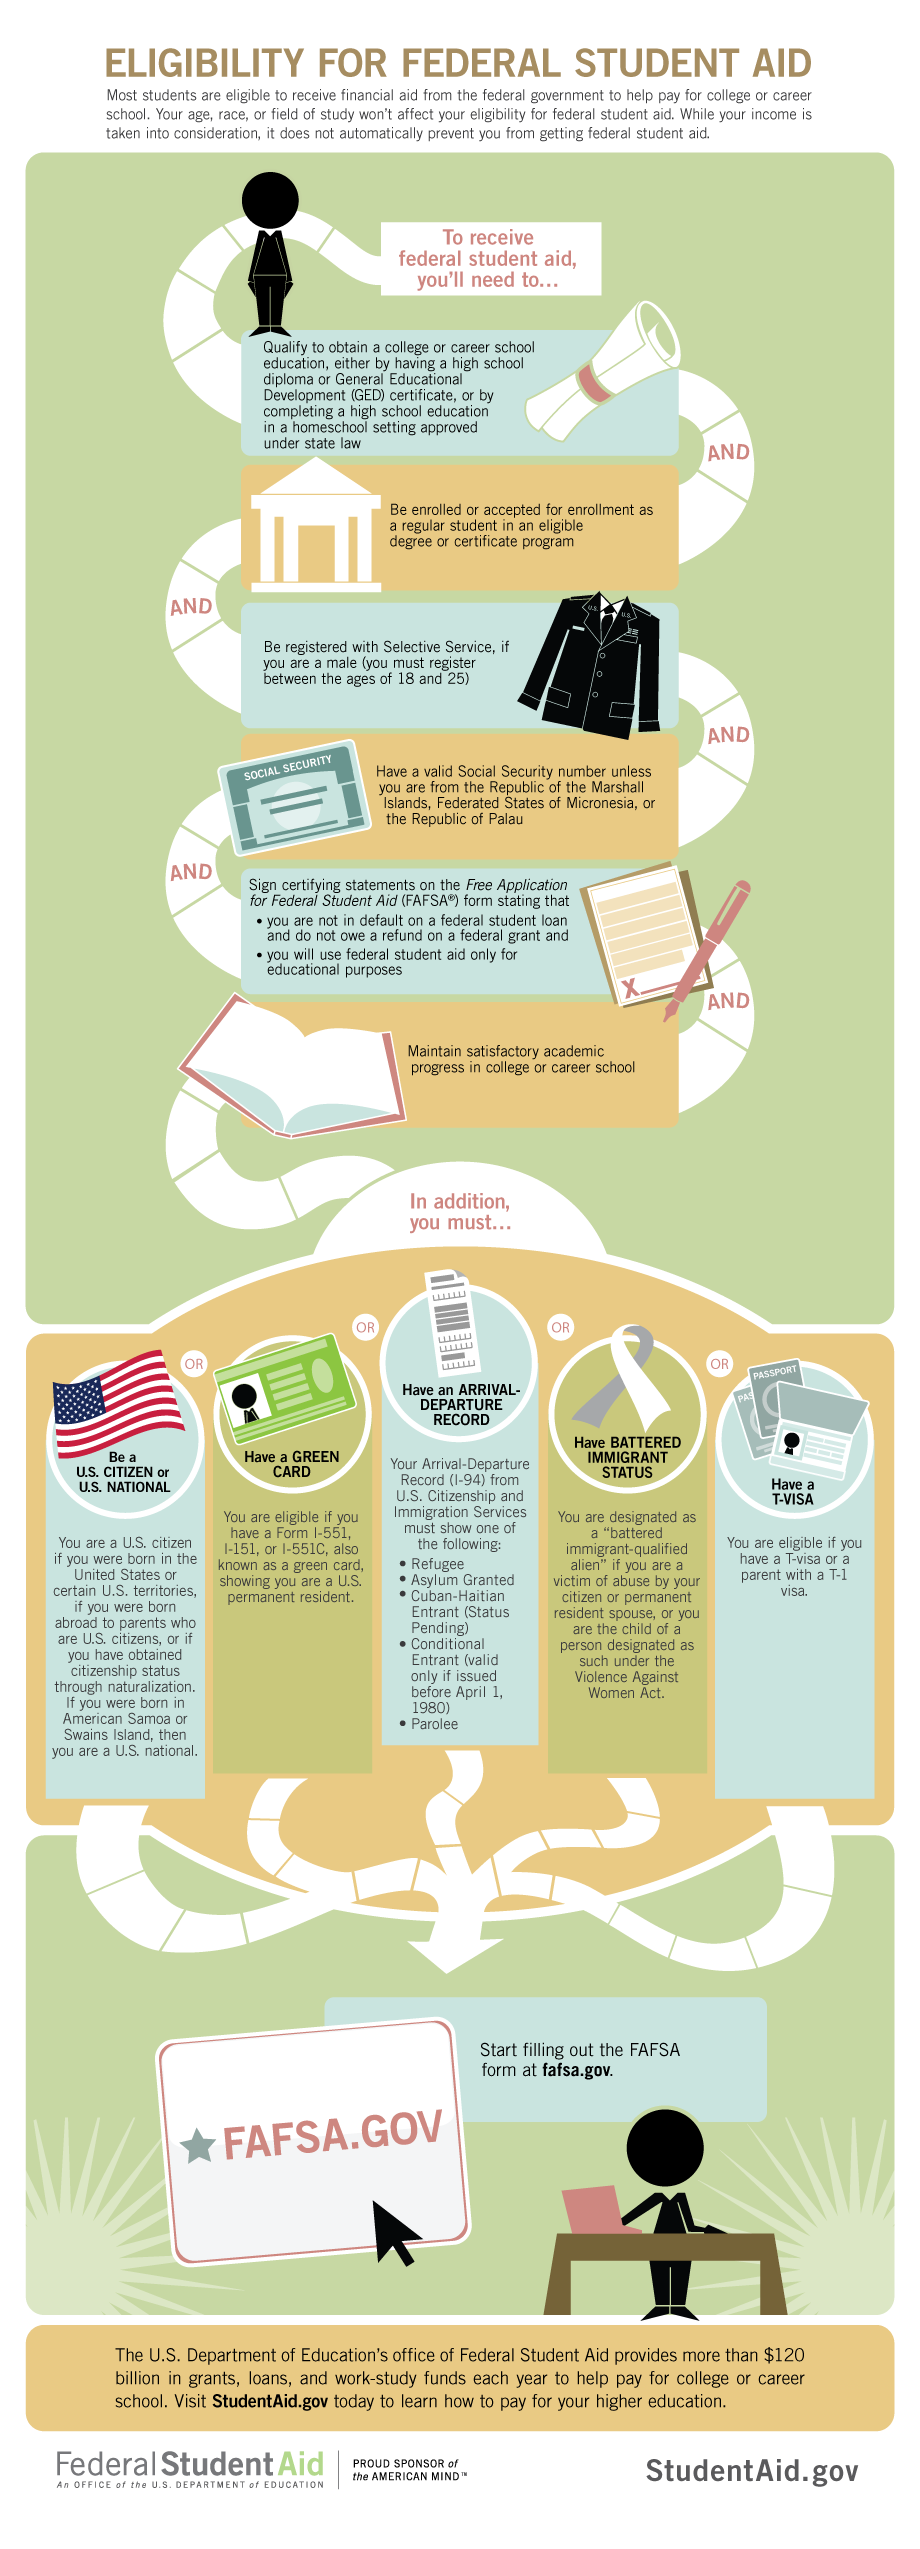 ELIGIBILITY FOR FEDERAL STUDENT AID
Most students are eligible to receive financial aid from the federal government to help pay for college or career
school. Your age, race, or field of study won't affect your eligibility for federal student aid. While your income is
taken into consideration, it does not automatically prevent you from getting federal student aid.
To receive
federal student aid,
you'll need to...
Qualify to obtain a college or career school
education, either by having a high school
diploma or General Educational
Development (GED) certificate, or by
completing a high school education
in a homeschool setting approved
under state law
AND
Be enrolled or accepted for enrollment as
a regular student in an eligible
degree or certificate program
AND
U.S.
U.S.
Be registered with Selective Service, if
you are a male (you must register
between the ages of 18 and 25)
AND
SOCIAL SECURITY
Have a valid Social Security number unless
you are from the Republic of the Marshall
Islands, Federated States of Micronesia, or
the Republic of Palau
AND
Sign certifying statements on the Free Application
for Federal Student Aid (FAFSA®) form stating that
• you are not in default on a federal student loan
and do not owe a refund on a federal grant and
• you will use federal student aid only for
educational purposes
X
AND
Maintain satisfactory academic
progress in college or career school
In addition,
you must...
Be a
U.S. CITIZEN or
U.S. NATIONAL
You are a U.S. citizen
if you were born in the
United States or
certain U.S. territories,
if you were born
abroad to parents who
are U.S. citizens, or if
you have obtained
citizenship status
through naturalization.
If you were born in
American Samoa or
Swains Island, then
you are a U.S. national.
OR
Have a GREEN
CARD
You are eligible if you
have a Form I-551,
I-151, or I-551C, also
known as a green card,
showing you are a U.S.
permanent resident.
OR
Have an ARRIVAL-
DEPARTURE
RECORD
Your Arrival-Departure
Record (I-94) from
U.S. Citizenship and
Immigration Services
must show one of
the following:
• Refugee
• Asylum Granted
• Cuban-Haitian
Entrant (Status
Pending)
• Conditional
Entrant (valid
only if issued
before April 1,
1980)
• Parolee
OR
Have BATTERED
IMMIGRANT
STATUS
You are designated as
a "battered
immigrant-qualified
alien" if you are a
victim of abuse by your
citizen or permanent
resident spouse, or you
are the child of a
person designated as
such under the
Violence Against
Women Act.
OR
PASSPORT
PAS
Have a
T-VISA
You are eligible if you
have a T-visa or a
parent with a T-1
visa.
Start filling out the FAFSA
form at fafsa.gov.
FAFSA.GOV
The U.S. Department of Education's office of Federal Student Aid provides more than $120
billion in grants, loans, and work-study funds each year to help pay for college or career
school. Visit StudentAid.gov today to learn how to pay for your higher education.
Federal Student Aid
An OFFICE of the U.S. DEPARTMENT of EDUCATION
PROUD SPONSOR of
the AMERICAN MIND™
StudentAid.gov